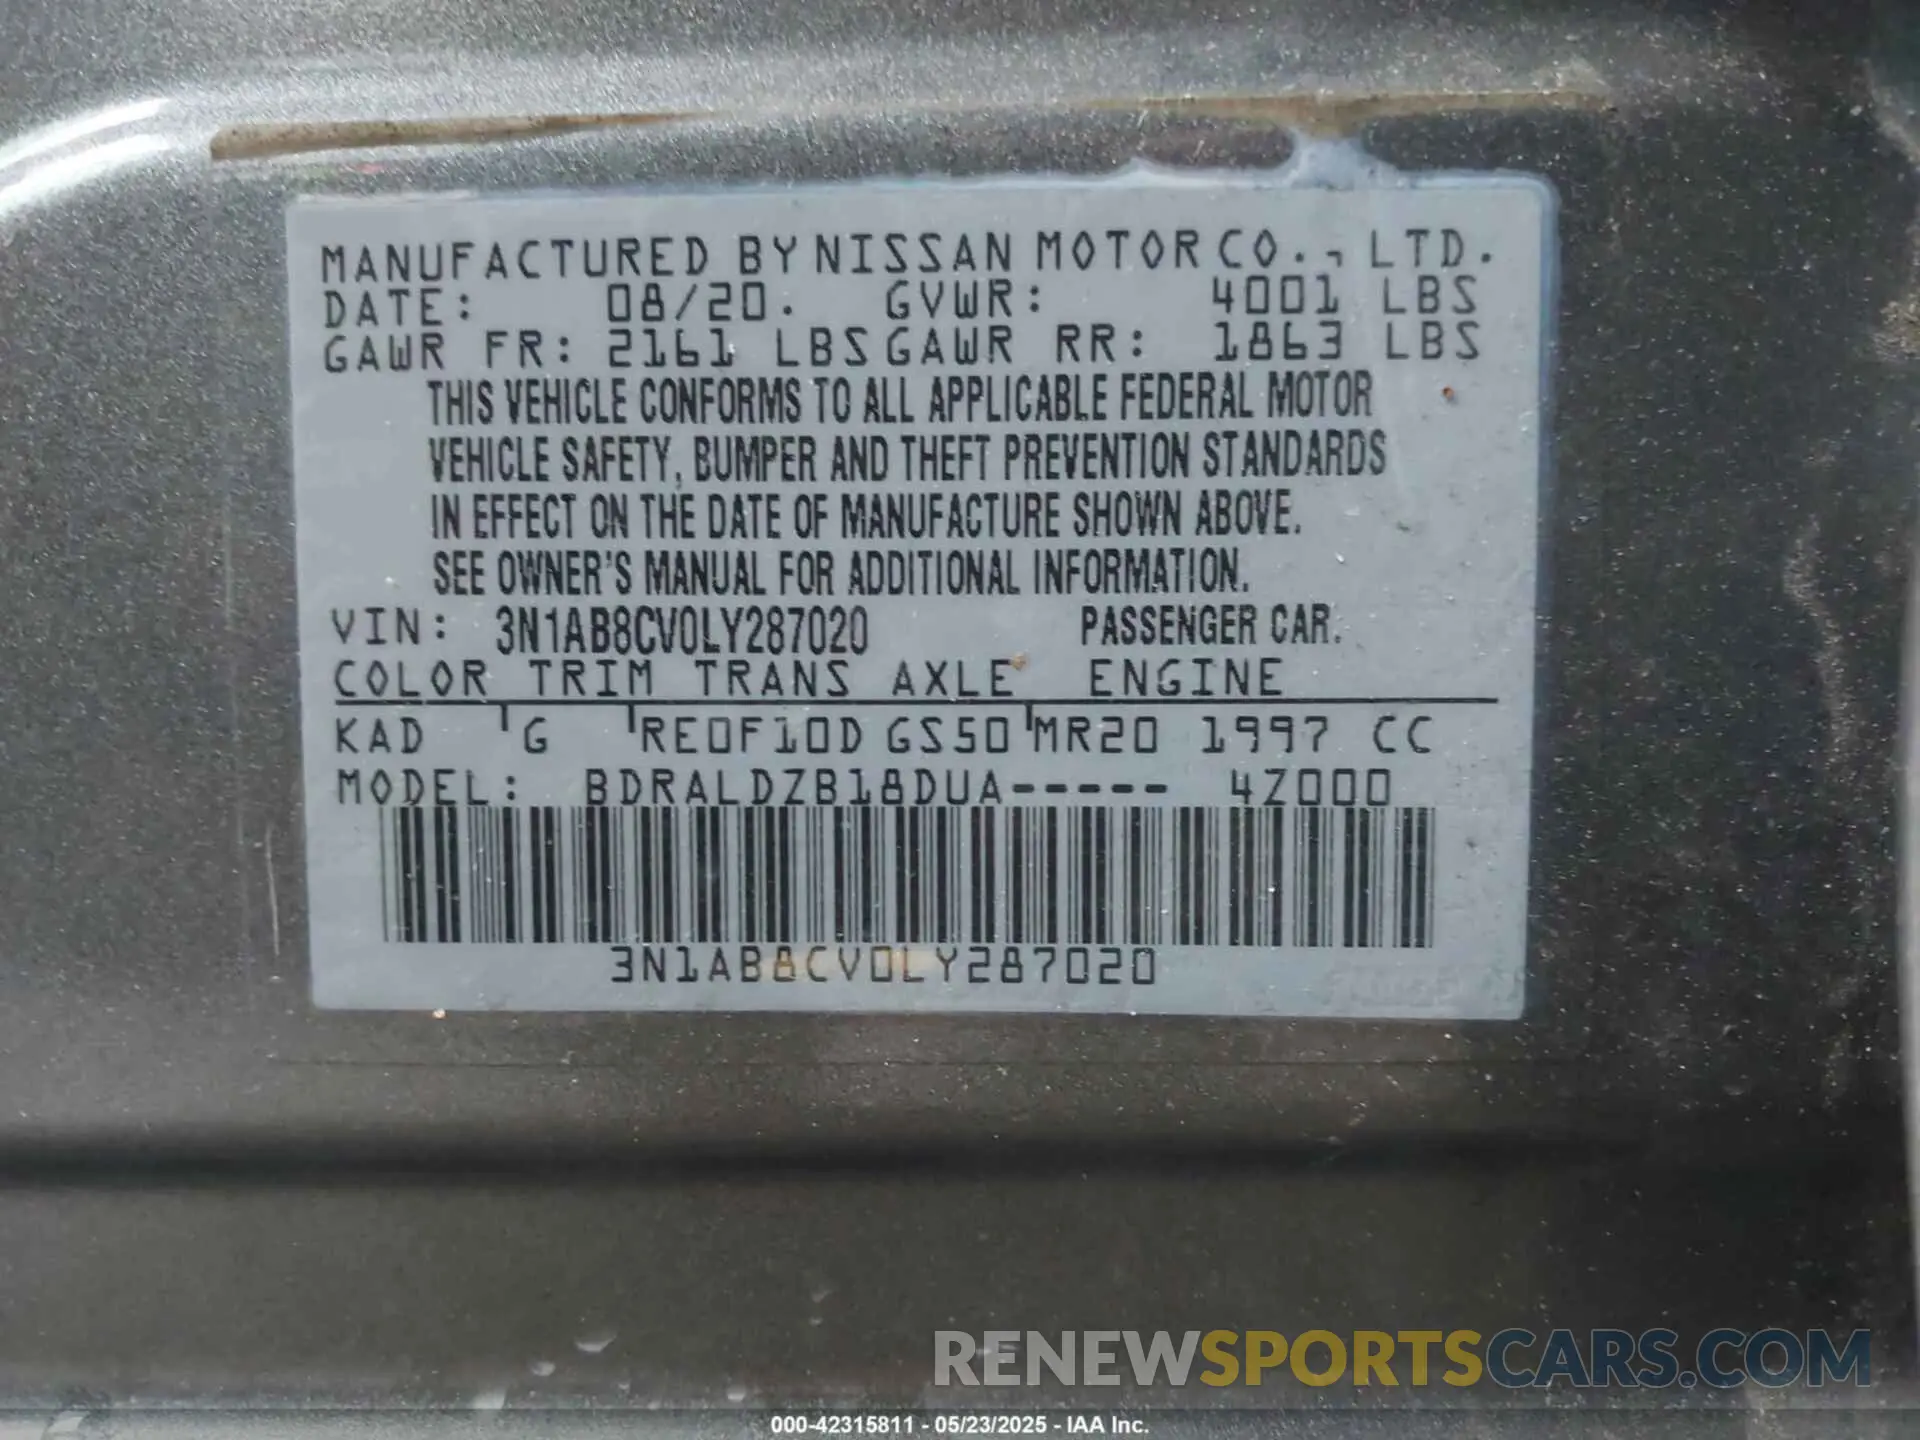 MANUFACTURED BY NISSAN MOTOR CO., LTD.
DATE: 08/20. GVWR: 4001 LBS
GAWR FR: 2161 LBS GAWR RR: 1863 LBS
THIS VEHICLE CONFORMS TO ALL APPLICABLE FEDERAL MOTOR
VEHICLE SAFETY, BUMPER AND THEFT PREVENTION STANDARDS
IN EFFECT ON THE DATE OF MANUFACTURE SHOWN ABOVE.
SEE OWNER'S MANUAL FOR ADDITIONAL INFORMATION.
VIN: 3N1AB8CV0LY287020 PASSENGER CAR.
COLOR TRIM TRANS AXLE ENGINE
KAD G RE0F10D GS50 MR20 1997 CC
MODEL: BDRALDZB18DUA----- 4Z000
3N1AB8CV0LY287020
RENEWSPORTSCARS.COM
000-42315811 - 05/23/2025 - IAA Inc.